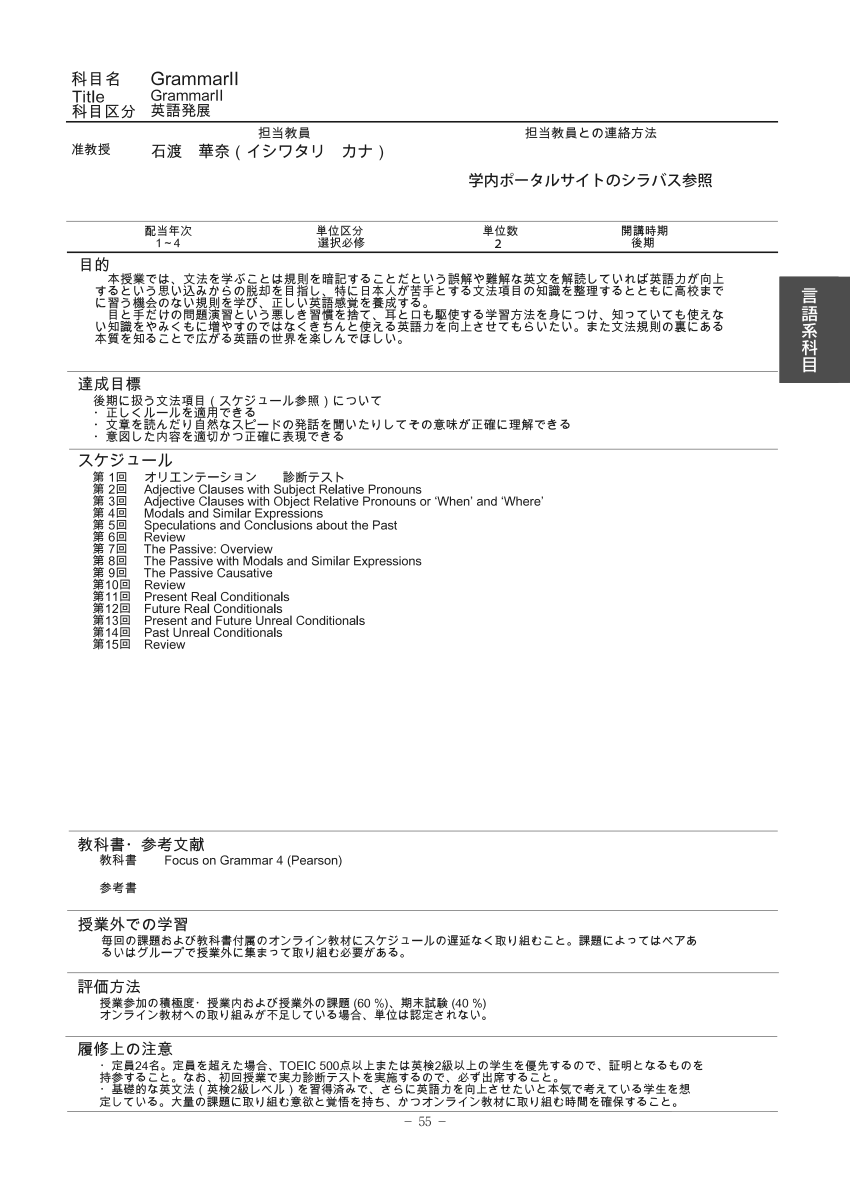 科目名 GrammarII
Title GrammarII
科目区分 英語発展
担当教員 担当教員との連絡方法
准教授 石渡 華奈 ( イシワタリ カナ )
学内ポータルサイトのシラバス参照
配当年次 単位区分 単位数 開講時期
1~4 選択必修 2 後期
目的
本授業では、文法を学ぶことは規則を暗記することだという誤解や難解な英文を解読していれば英語力が向上
するという思い込みからの脱却を目指し、特に日本人が苦手とする文法項目の知識を整理するとともに高校まで
に習う機会のない規則を学び、正しい英語感覚を養成する。
目と手だけの問題演習という悪しき習慣を捨て、耳と口も駆使する学習方法を身につけ、知っていても使えな
い知識をやみくもに増やすのではなくきちんと使える英語力を向上させてもらいたい。また文法規則の裏にある
本質を知ることで広がる英語の世界を楽しんでほしい。
言語系科目
達成目標
後期に扱う文法項目 ( スケジュール参照 ) について
・ 正しくルールを適用できる
・ 文章を読んだり自然なスピードの発話を聞いたりしてその意味が正確に理解できる
・ 意図した内容を適切かつ正確に表現できる
スケジュール
第 1回 オリエンテーション 診断テスト
第 2回 Adjective Clauses with Subject Relative Pronouns
第 3回 Adjective Clauses with Object Relative Pronouns or ‘When’ and ‘Where’
第 4回 Modals and Similar Expressions
第 5回 Speculations and Conclusions about the Past
第 6回 Review
第 7回 The Passive: Overview
第 8回 The Passive with Modals and Similar Expressions
第 9回 The Passive Causative
第10回 Review
第11回 Present Real Conditionals
第12回 Future Real Conditionals
第13回 Present and Future Unreal Conditionals
第14回 Past Unreal Conditionals
第15回 Review
教科書・参考文献
教科書 Focus on Grammar 4 (Pearson)
参考書
授業外での学習
毎回の課題および教科書付属のオンライン教材にスケジュールの遅延なく取り組むこと。課題によってはペアあ
るいはグループで授業外に集まって取り組む必要がある。
評価方法
授業参加の積極度・授業内および授業外の課題 (60 %)、期末試験 (40 %)
オンライン教材への取り組みが不足している場合、単位は認定されない。
履修上の注意
・ 定員24名。定員を超えた場合、TOEIC 500点以上または英検2級以上の学生を優先するので、証明となるものを
持参すること。なお、初回授業で実力診断テストを実施するので、必ず出席すること。
・ 基礎的な英文法 ( 英検2級レベル ) を習得済みで、さらに英語力を向上させたいと本気で考えている学生を想
定している。大量の課題に取り組む意欲と覚悟を持ち、かつオンライン教材に取り組む時間を確保すること。
− 55 −